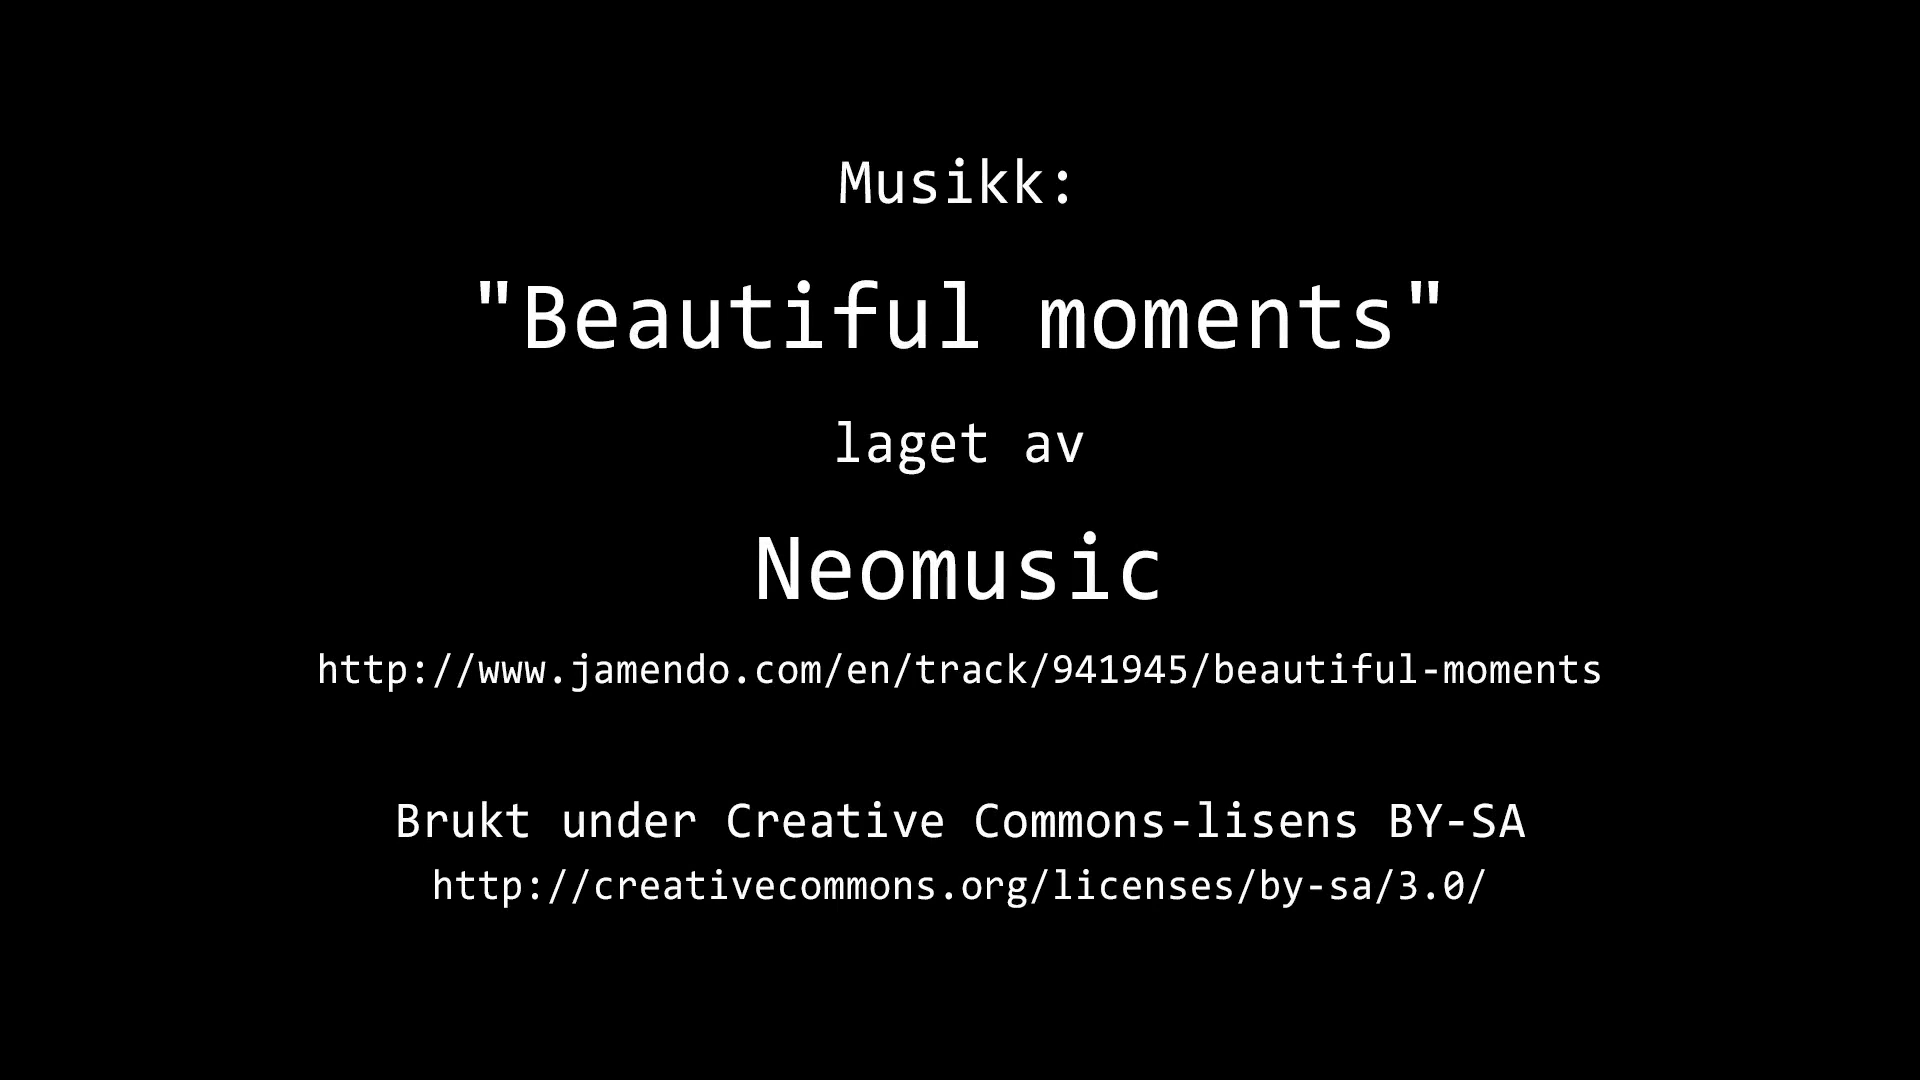 Musikk:
"Beautiful moments"
laget av
Neomusic
http://www.jamendo.com/en/track/941945/beautiful-moments
Brukt under Creative Commons-lisens BY-SA
http://creativecommons.org/licenses/by-sa/3.0/